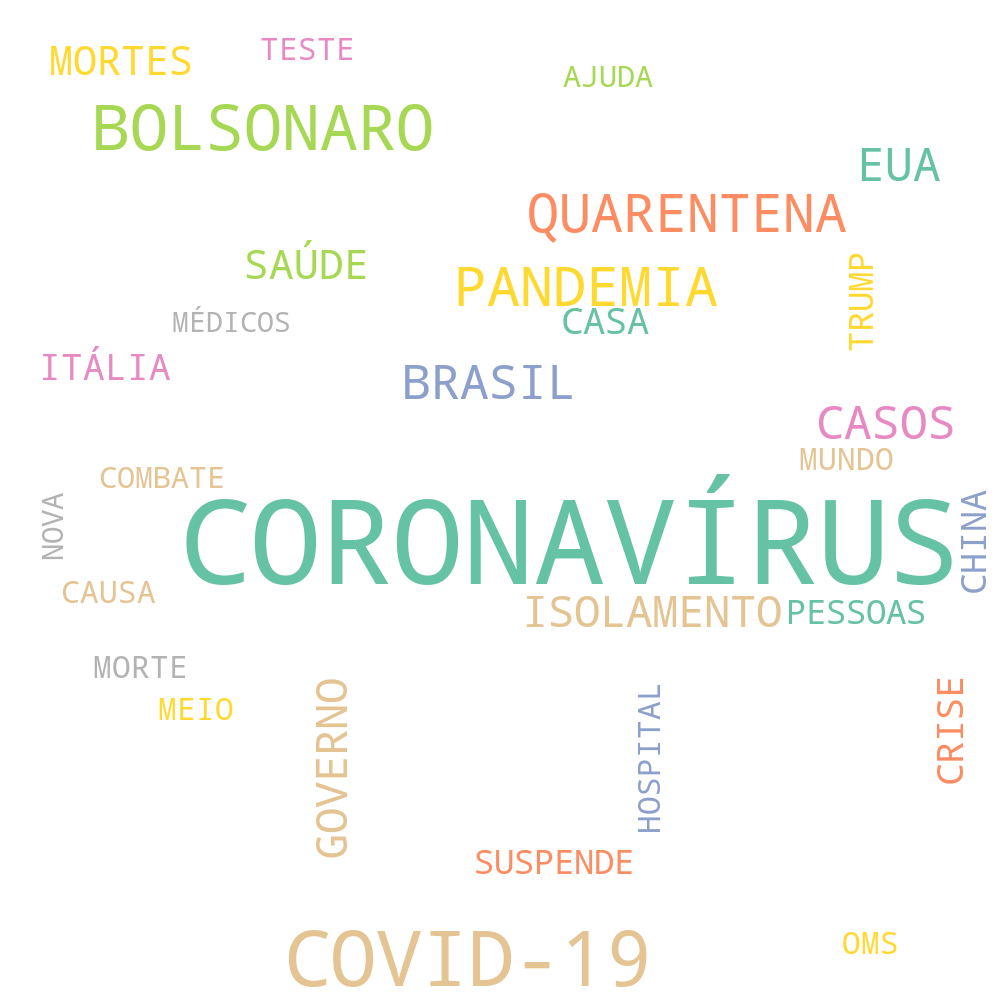 TESTE
MORTES
AJUDA
BOLSONARO
EUA
QUARENTENA
SAÚDE
PANDEMIA
TRUMP
MÉDICOS
CASA
ITÁLIA
BRASIL
CASOS
MUNDO
COMBATE
NOVA
CORONAVÍRUS
CHINA
CAUSA
ISOLAMENTO
PESSOAS
MORTE
MEIO
GOVERNO
HOSPITAL
CRISE
SUSPENDE
COVID-19
OMS